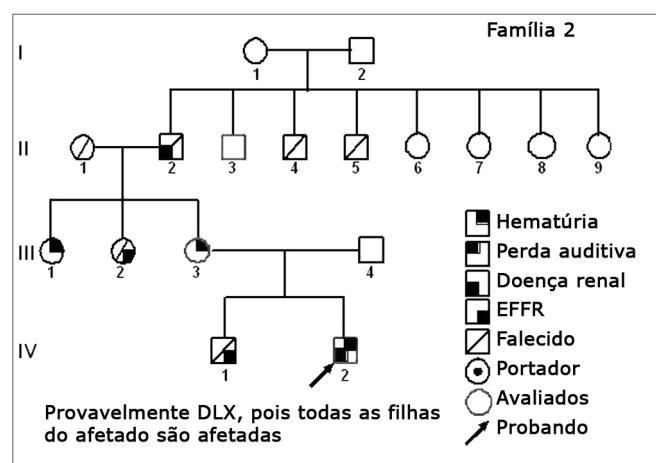 Família 2
I
1
2
II
1
2
3
4
5
6
7
8
9
III
1
2
3
4
IV
1
2
Hematúria
Perda auditiva
Doença renal
EFFR
Falecido
Portador
Avaliados
Probando
Provavelmente DLX, pois todas as filhas
do afetado são afetadas